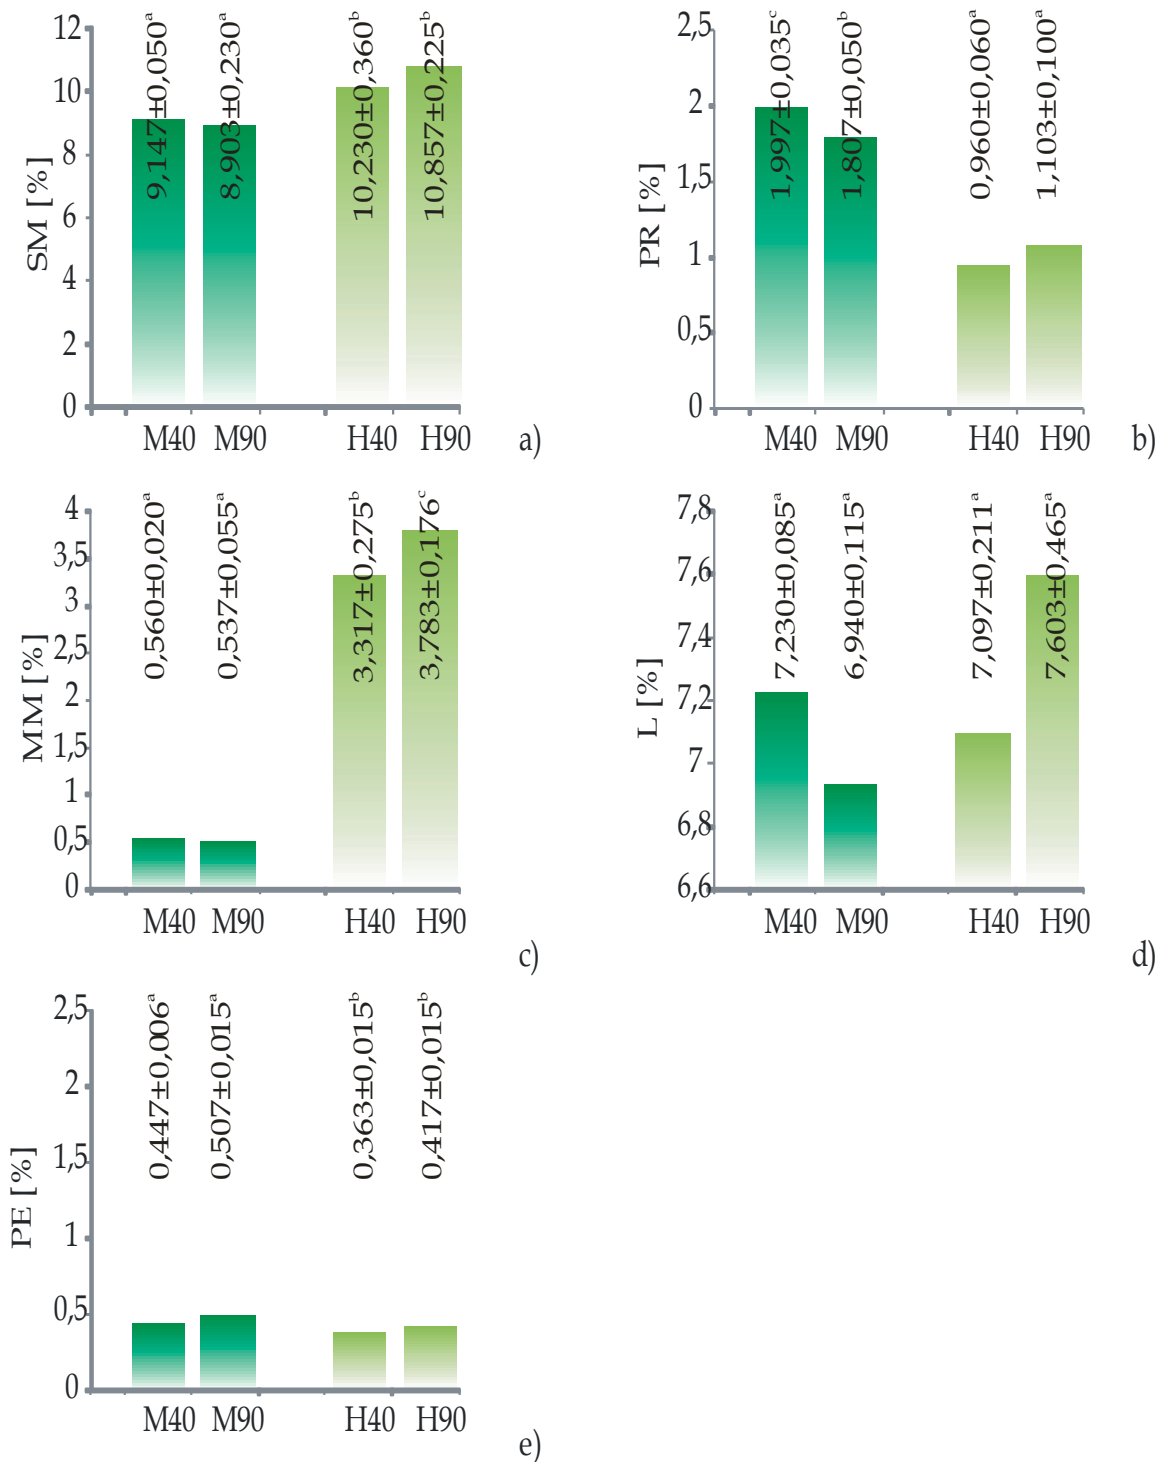 SM [%]
12
10
8
6
4
2
0
9,147±0,050ᵃ
8,903±0,230ᵃ
10,230±0,360ᵇ
10,857±0,225ᵇ
M40 M90 H40 H90
a)
PR [%]
2,5
2
1,5
1
0,5
0
1,997±0,035ᶜ
1,807±0,050ᵇ
0,960±0,060ᵃ
1,103±0,100ᵃ
M40 M90 H40 H90
b)
MM [%]
4
3,5
3
2,5
2
1,5
1
0,5
0
0,560±0,020ᵃ
0,537±0,055ᵃ
3,317±0,275ᵇ
3,783±0,176ᶜ
M40 M90 H40 H90
c)
L [%]
7,8
7,6
7,4
7,2
7
6,8
6,6
7,230±0,085ᵃ
6,940±0,115ᵃ
7,097±0,211ᵃ
7,603±0,465ᵃ
M40 M90 H40 H90
d)
PE [%]
2,5
2
1,5
1
0,5
0
0,447±0,006ᵃ
0,507±0,015ᵃ
0,363±0,015ᵇ
0,417±0,015ᵇ
M40 M90 H40 H90
e)